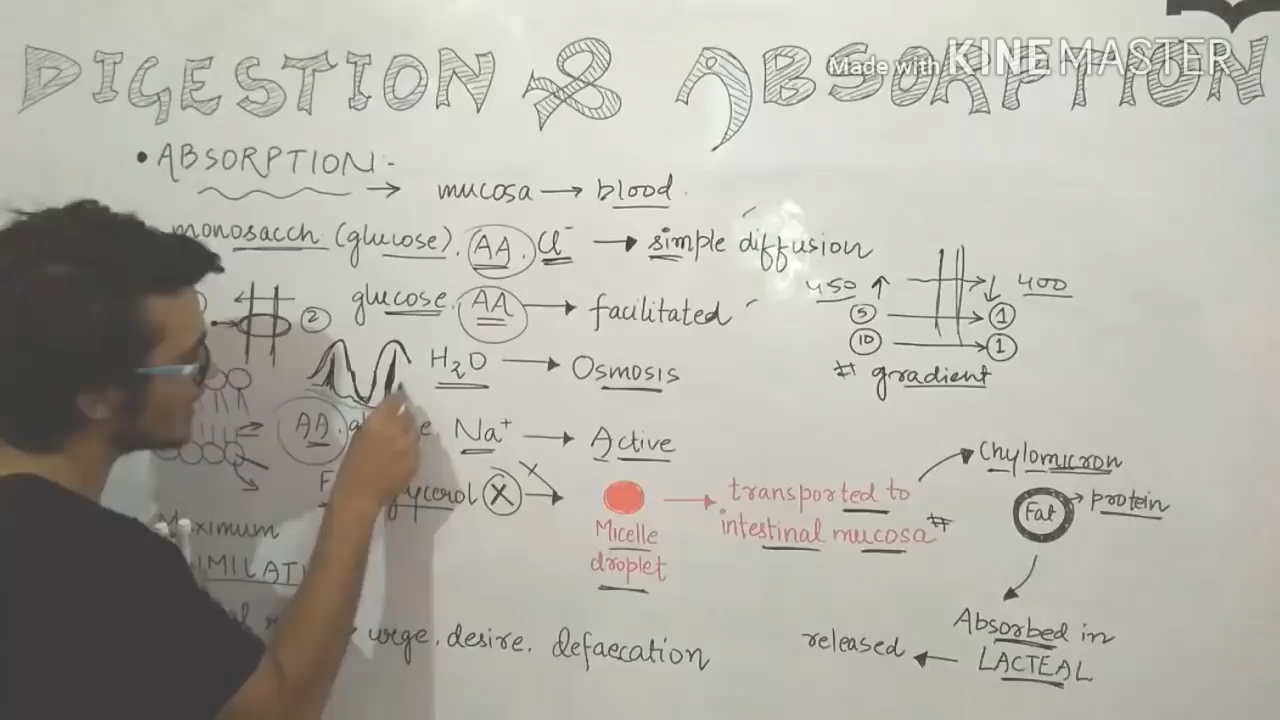 Made with KINEMASTER
DIGESTION & ABSORPTION
• ABSORPTION:-
→ mucosa → blood
monosacch (glucose). AA. Cl⁻ → simple diffusion
glucose. AA → facilitated
②
450 ↑ ↓ 400
⑤ → ①
⑩ → ①
# gradient
H₂O → Osmosis
AA. Na⁺ → Active
X → Micelle droplet → transported to intestinal mucosa #
Chylomicron
Fat → protein
Absorbed in
LACTEAL
released
urge. desire. defaecation